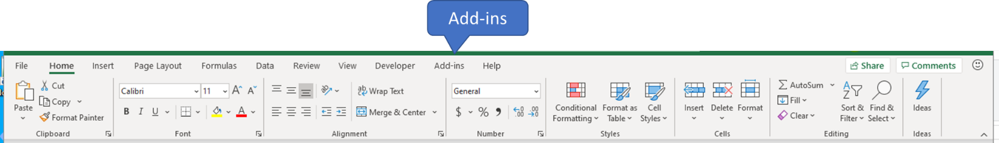 Add-ins
File Home Insert Page Layout Formulas Data Review View Developer Add-ins Help Share Comments
Paste
Cut
Copy
Format Painter
Clipboard
Calibri 11
B I U
Font
Wrap Text
Merge & Center
Alignment
General
$ % 9
Number
Conditional
Formatting
Format as
Table
Cell
Styles
Styles
Insert
Delete
Format
Cells
AutoSum
Fill
Clear
Sort &
Filter
Find &
Select
Editing
Ideas
Ideas